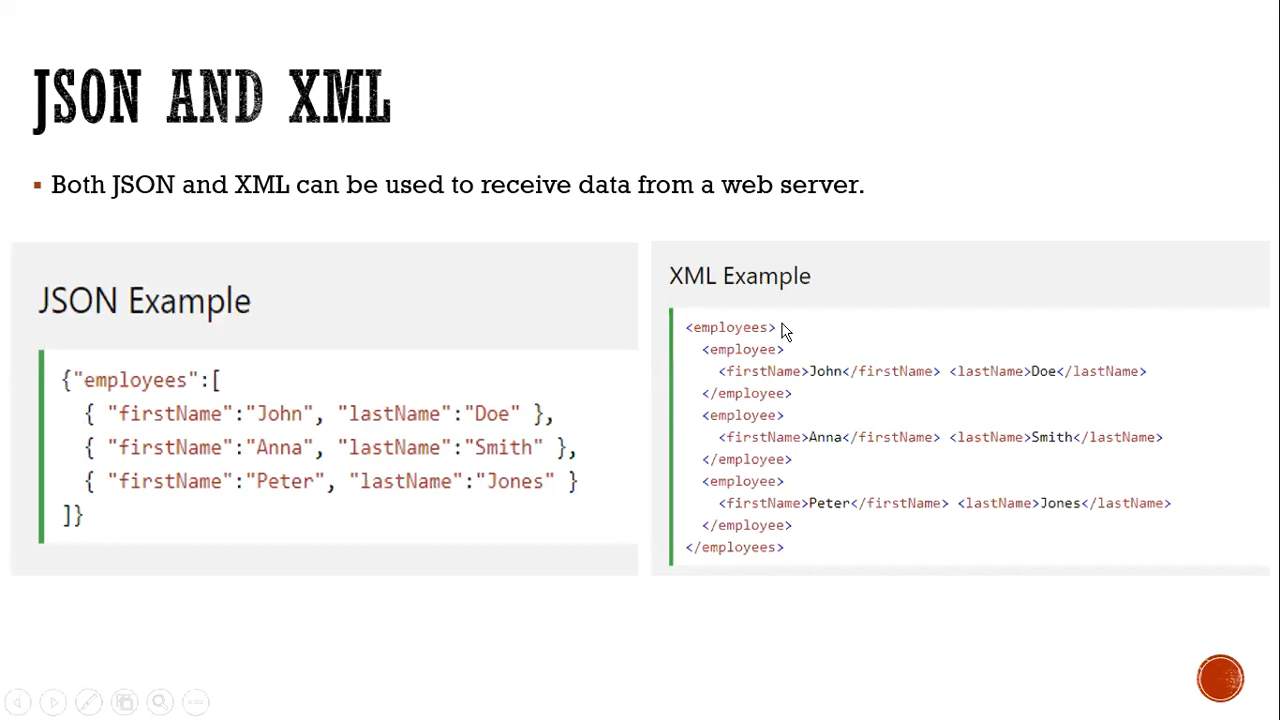 JSON AND XML
▪ Both JSON and XML can be used to receive data from a web server.
JSON Example
{"employees":[
  { "firstName":"John", "lastName":"Doe" },
  { "firstName":"Anna", "lastName":"Smith" },
  { "firstName":"Peter", "lastName":"Jones" }
]}
XML Example
<employees>
  <employee>
    <firstName>John</firstName> <lastName>Doe</lastName>
  </employee>
  <employee>
    <firstName>Anna</firstName> <lastName>Smith</lastName>
  </employee>
  <employee>
    <firstName>Peter</firstName> <lastName>Jones</lastName>
  </employee>
</employees>